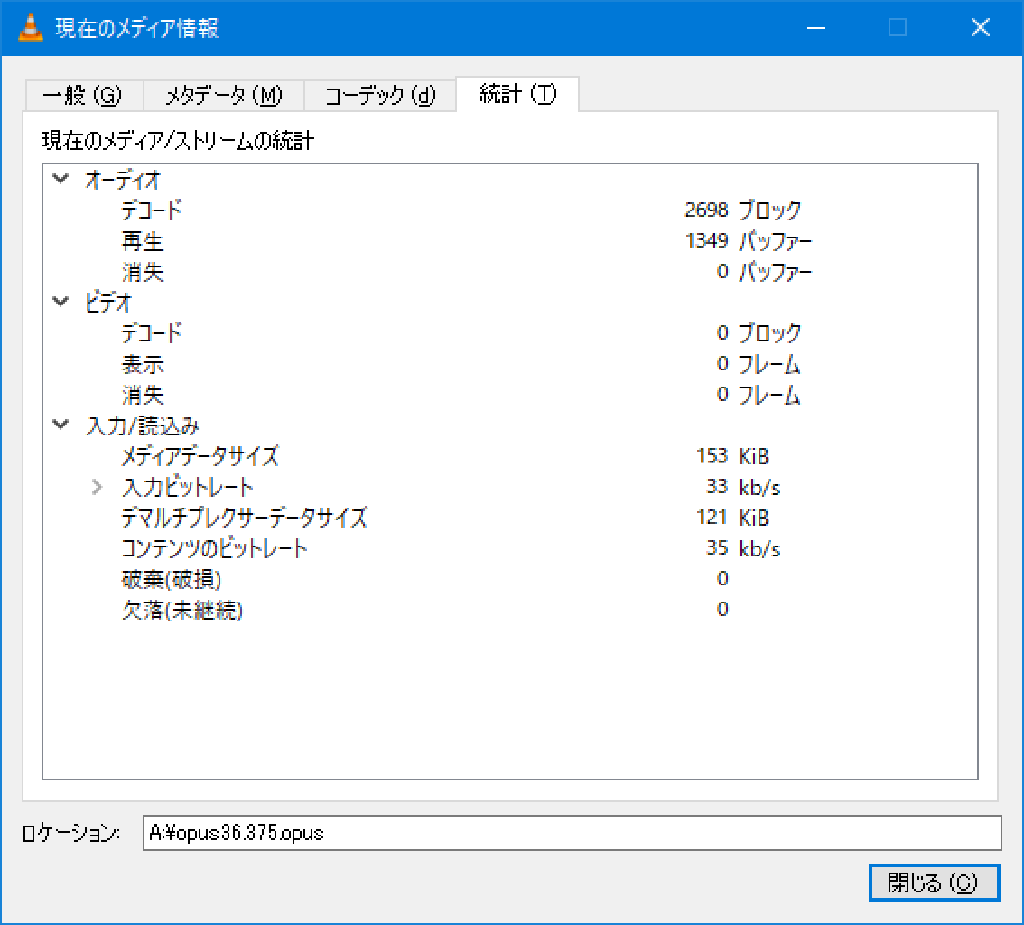 現在のメディア情報
一般 (G) メタデータ (M) コーデック (d) 統計 (T)
現在のメディア/ストリームの統計
オーディオ
デコード 2698 ブロック
再生 1349 バッファー
消失 0 バッファー
ビデオ
デコード 0 ブロック
表示 0 フレーム
消失 0 フレーム
入力/読込み
メディアデータサイズ 153 KiB
入力ビットレート 33 kb/s
デマルチプレクサーデータサイズ 121 KiB
コンテンツのビットレート 35 kb/s
破棄(破損) 0
欠落(未継続) 0
ロケーション: A:¥opus36.375.opus
閉じる (C)